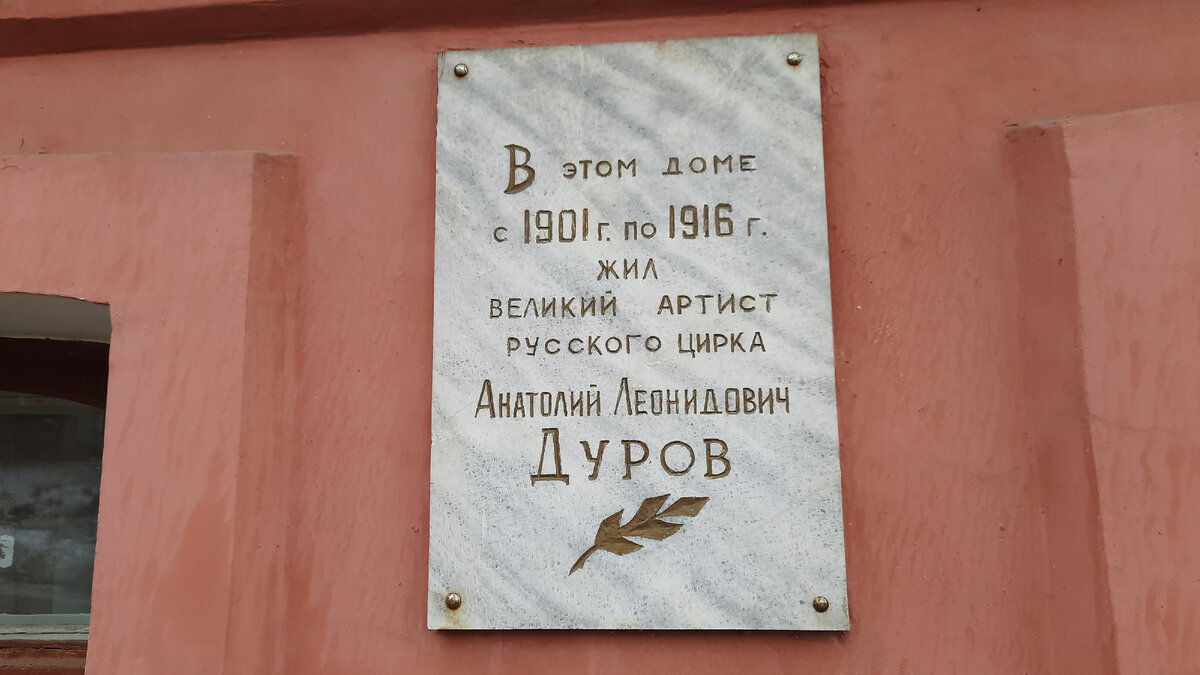 В этом доме
с 1901 г. по 1916 г.
жил
великий артист
русского цирка
Анатолий Леонидович
Дуров